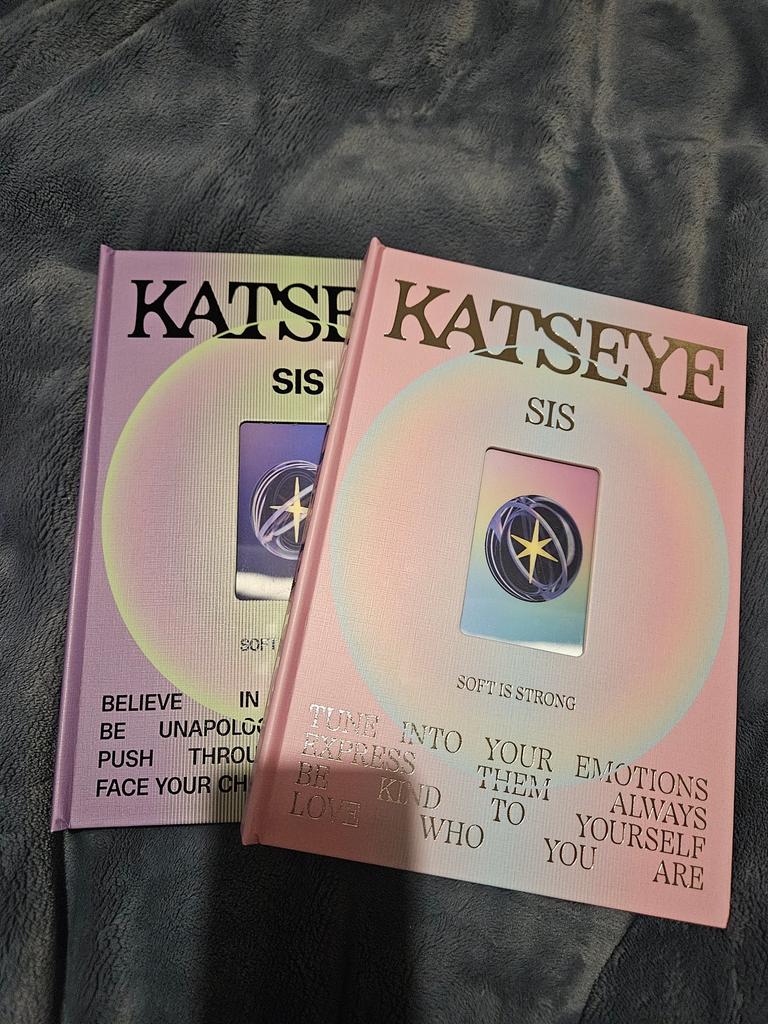 KATSE
SIS
SOFT
BELIEVE IN
BE UNAPOLOG
PUSH THROU
FACE YOUR CH
KATSEYE
SIS
SOFT IS STRONG
TUNE INTO YOUR EMOTIONS
EXPRESS THEM ALWAYS
BE KIND TO YOURSELF
LOVE WHO YOU ARE